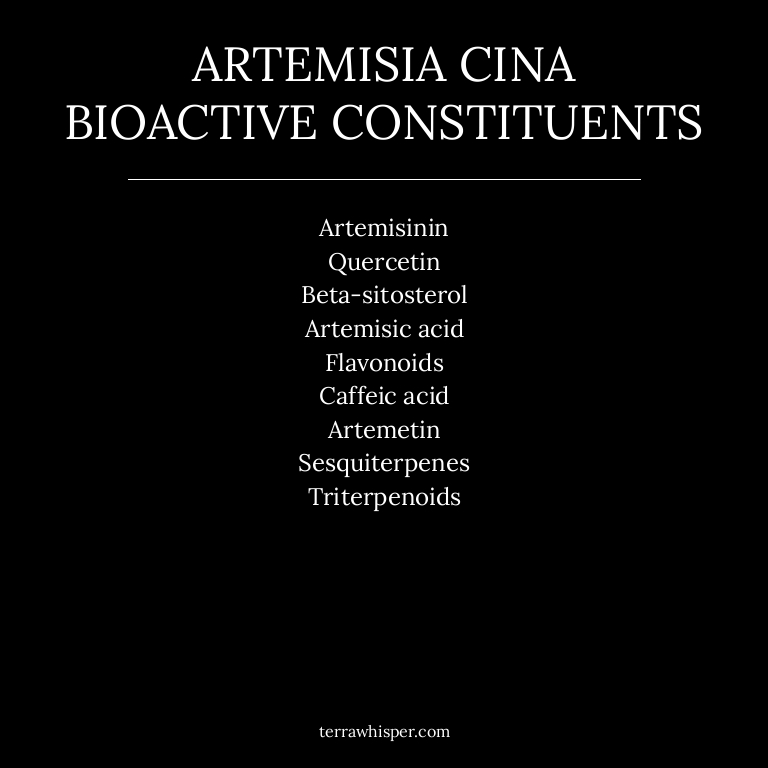 ARTEMISIA CINA
BIOACTIVE CONSTITUENTS
Artemisinin
Quercetin
Beta-sitosterol
Artemisic acid
Flavonoids
Caffeic acid
Artemetin
Sesquiterpenes
Triterpenoids
terrawhisper.com